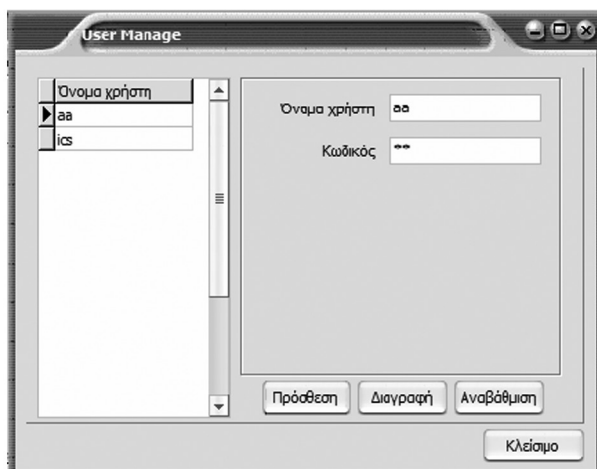 User Manage
Όνομα χρήστη
aa
ics
Όνομα χρήστη aa
Κωδικός **
Πρόσθεση Διαγραφή Αναβάθμιση
Κλείσιμο